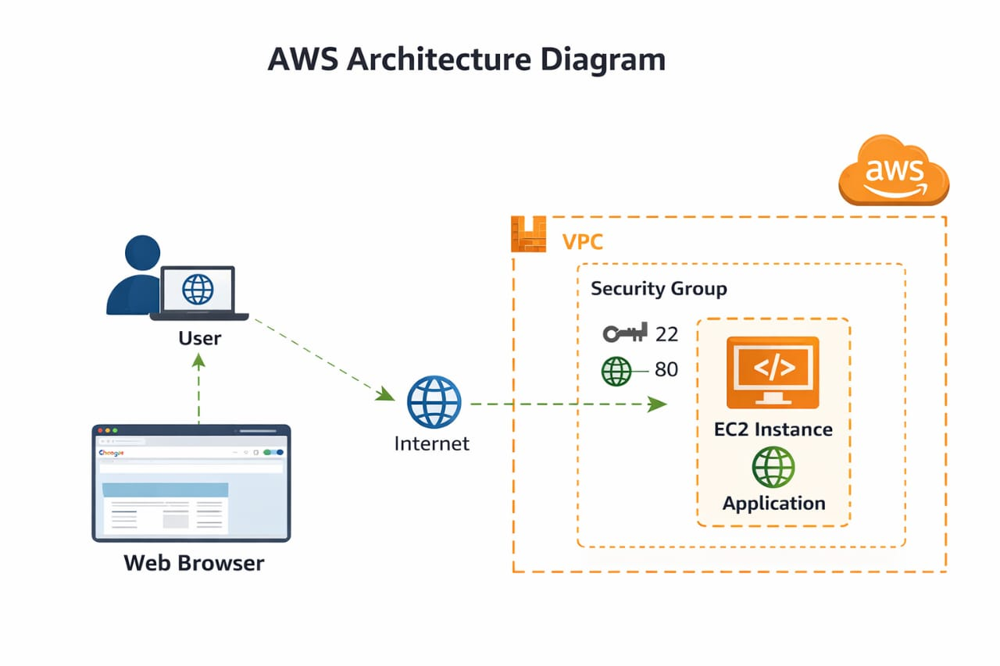 AWS Architecture Diagram
aws
VPC
Security Group
22
80
User
Internet
EC2 Instance
Application
Web Browser